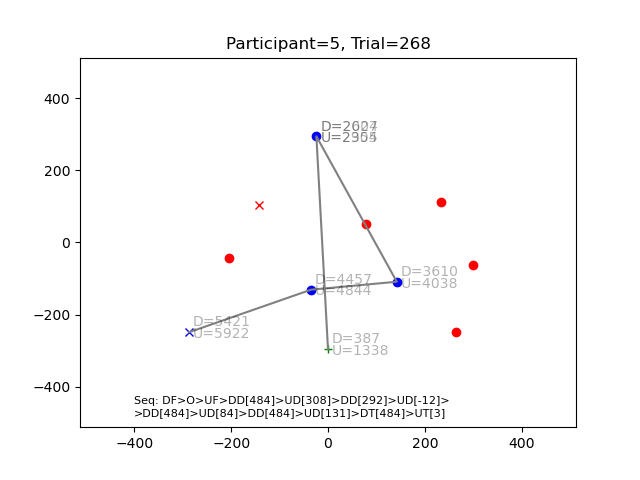 Participant=5, Trial=268
400
200
0
−200
−400
D=3610
U=4038
D=4457
U=4844
D=5421
U=5922
D=387
U=1338
Seq: DF>O>UF>DD[484]>UD[308]>DD[292]>UD[-12]>
>DD[484]>UD[84]>DD[484]>UD[131]>DT[484]>UT[3]
−400 −200 0 200 400